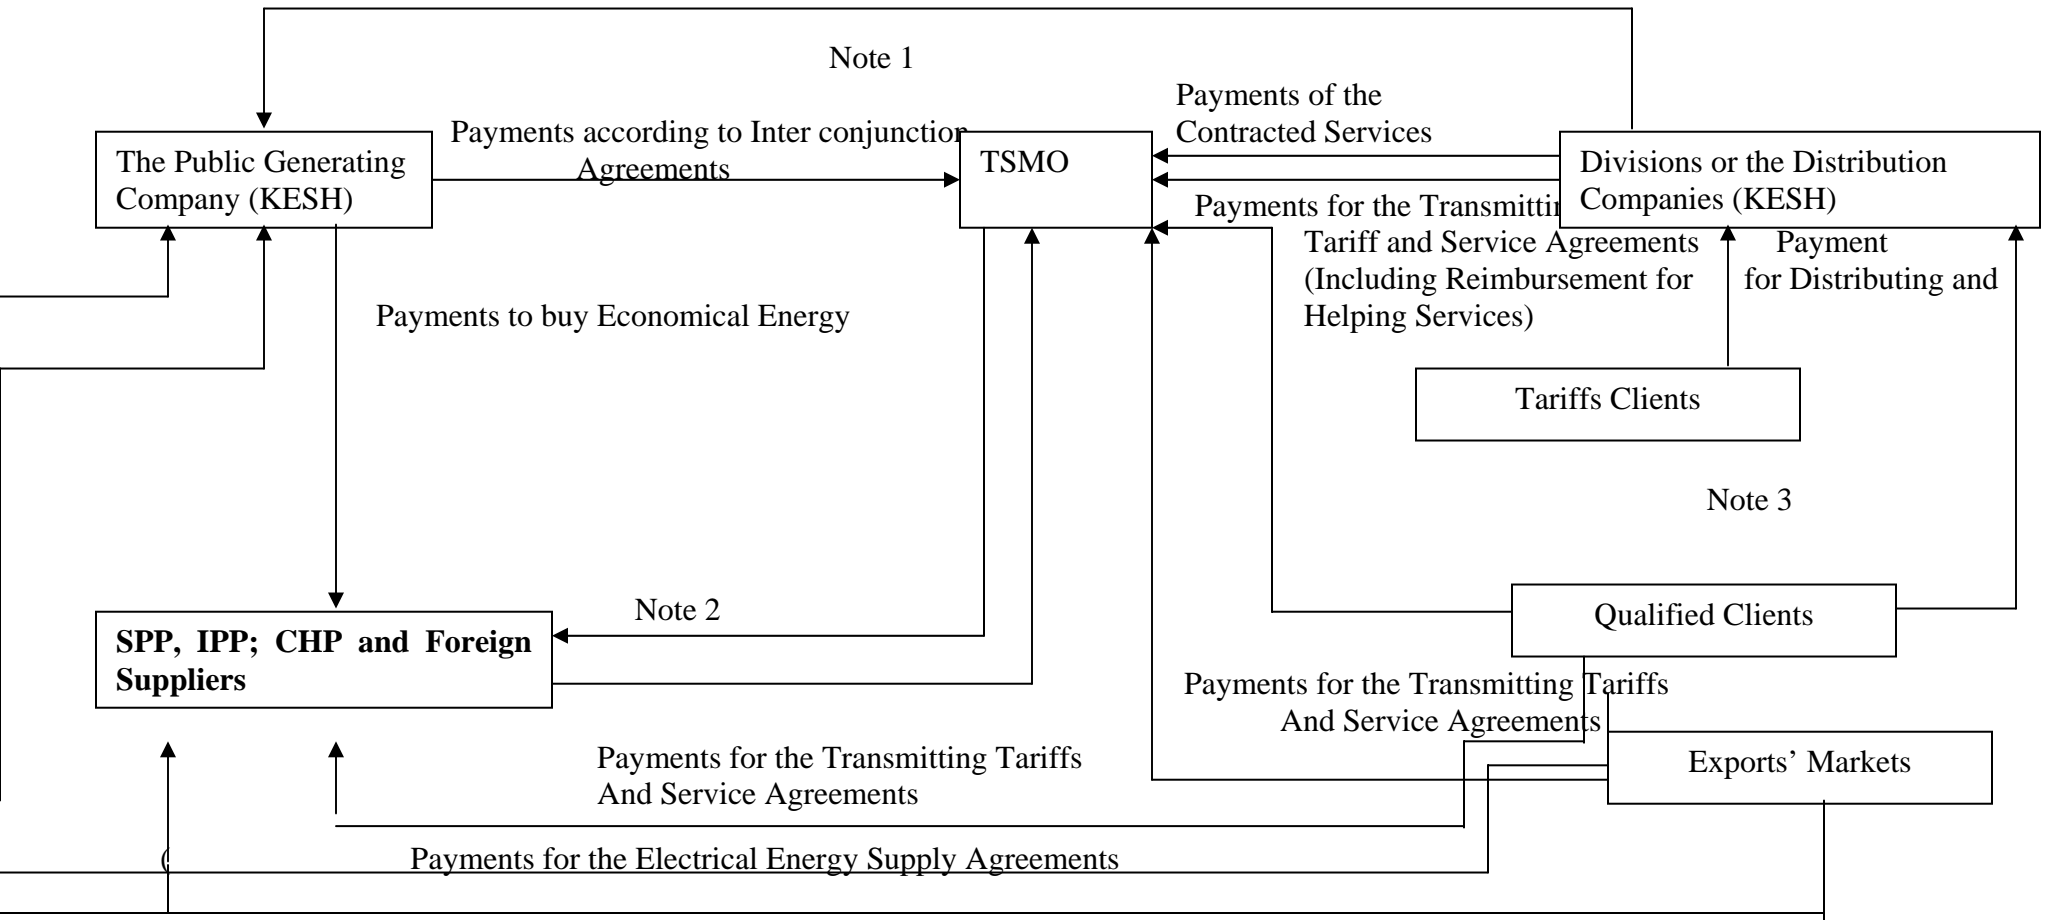 Note 1
Payments of the
Contracted Services
Payments according to Inter conjunction
Agreements
The Public Generating
Company (KESH)
TSMO
Divisions or the Distribution
Companies (KESH)
Payments for the Transmittin
Tariff and Service Agreements
(Including Reimbursement for
Helping Services)
Payment
for Distributing and
Payments to buy Economical Energy
Tariffs Clients
Note 3
Note 2
Qualified Clients
SPP, IPP; CHP and Foreign
Suppliers
Payments for the Transmitting Tariffs
And Service Agreements
Payments for the Transmitting Tariffs
And Service Agreements
Exports’ Markets
(
Payments for the Electrical Energy Supply Agreements